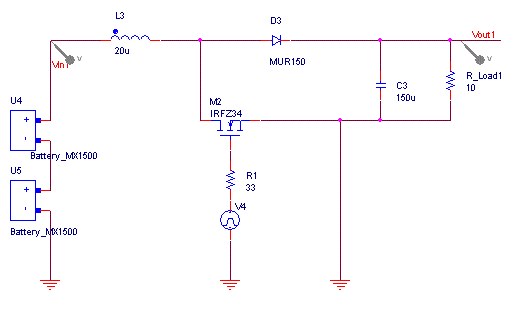 L3
20u
D3
MUR150
Vout1
V
Vin1
V
C3
150u
R_Load1
10
U4
+
-
Battery_MX1500
M2
IRFZ34
U5
+
-
Battery_MX1500
R1
33
V4